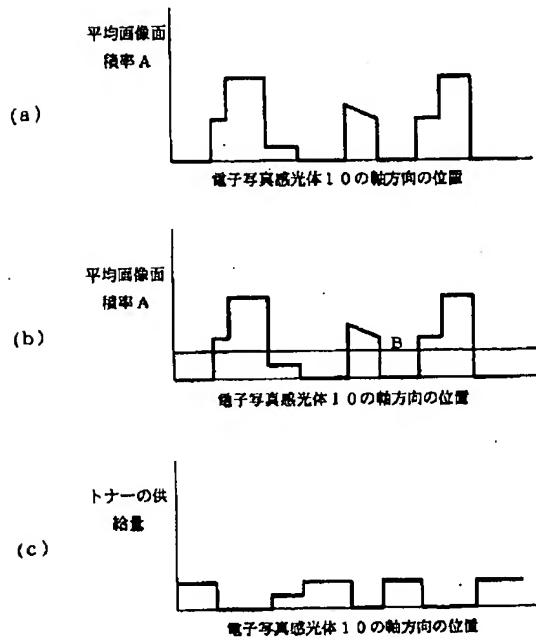 平均画像面
積率A
(a)
電子写真感光体10の軸方向の位置
平均画像面
積率A
(b)
B
電子写真感光体10の軸方向の位置
トナーの供
給量
(c)
電子写真感光体10の軸方向の位置